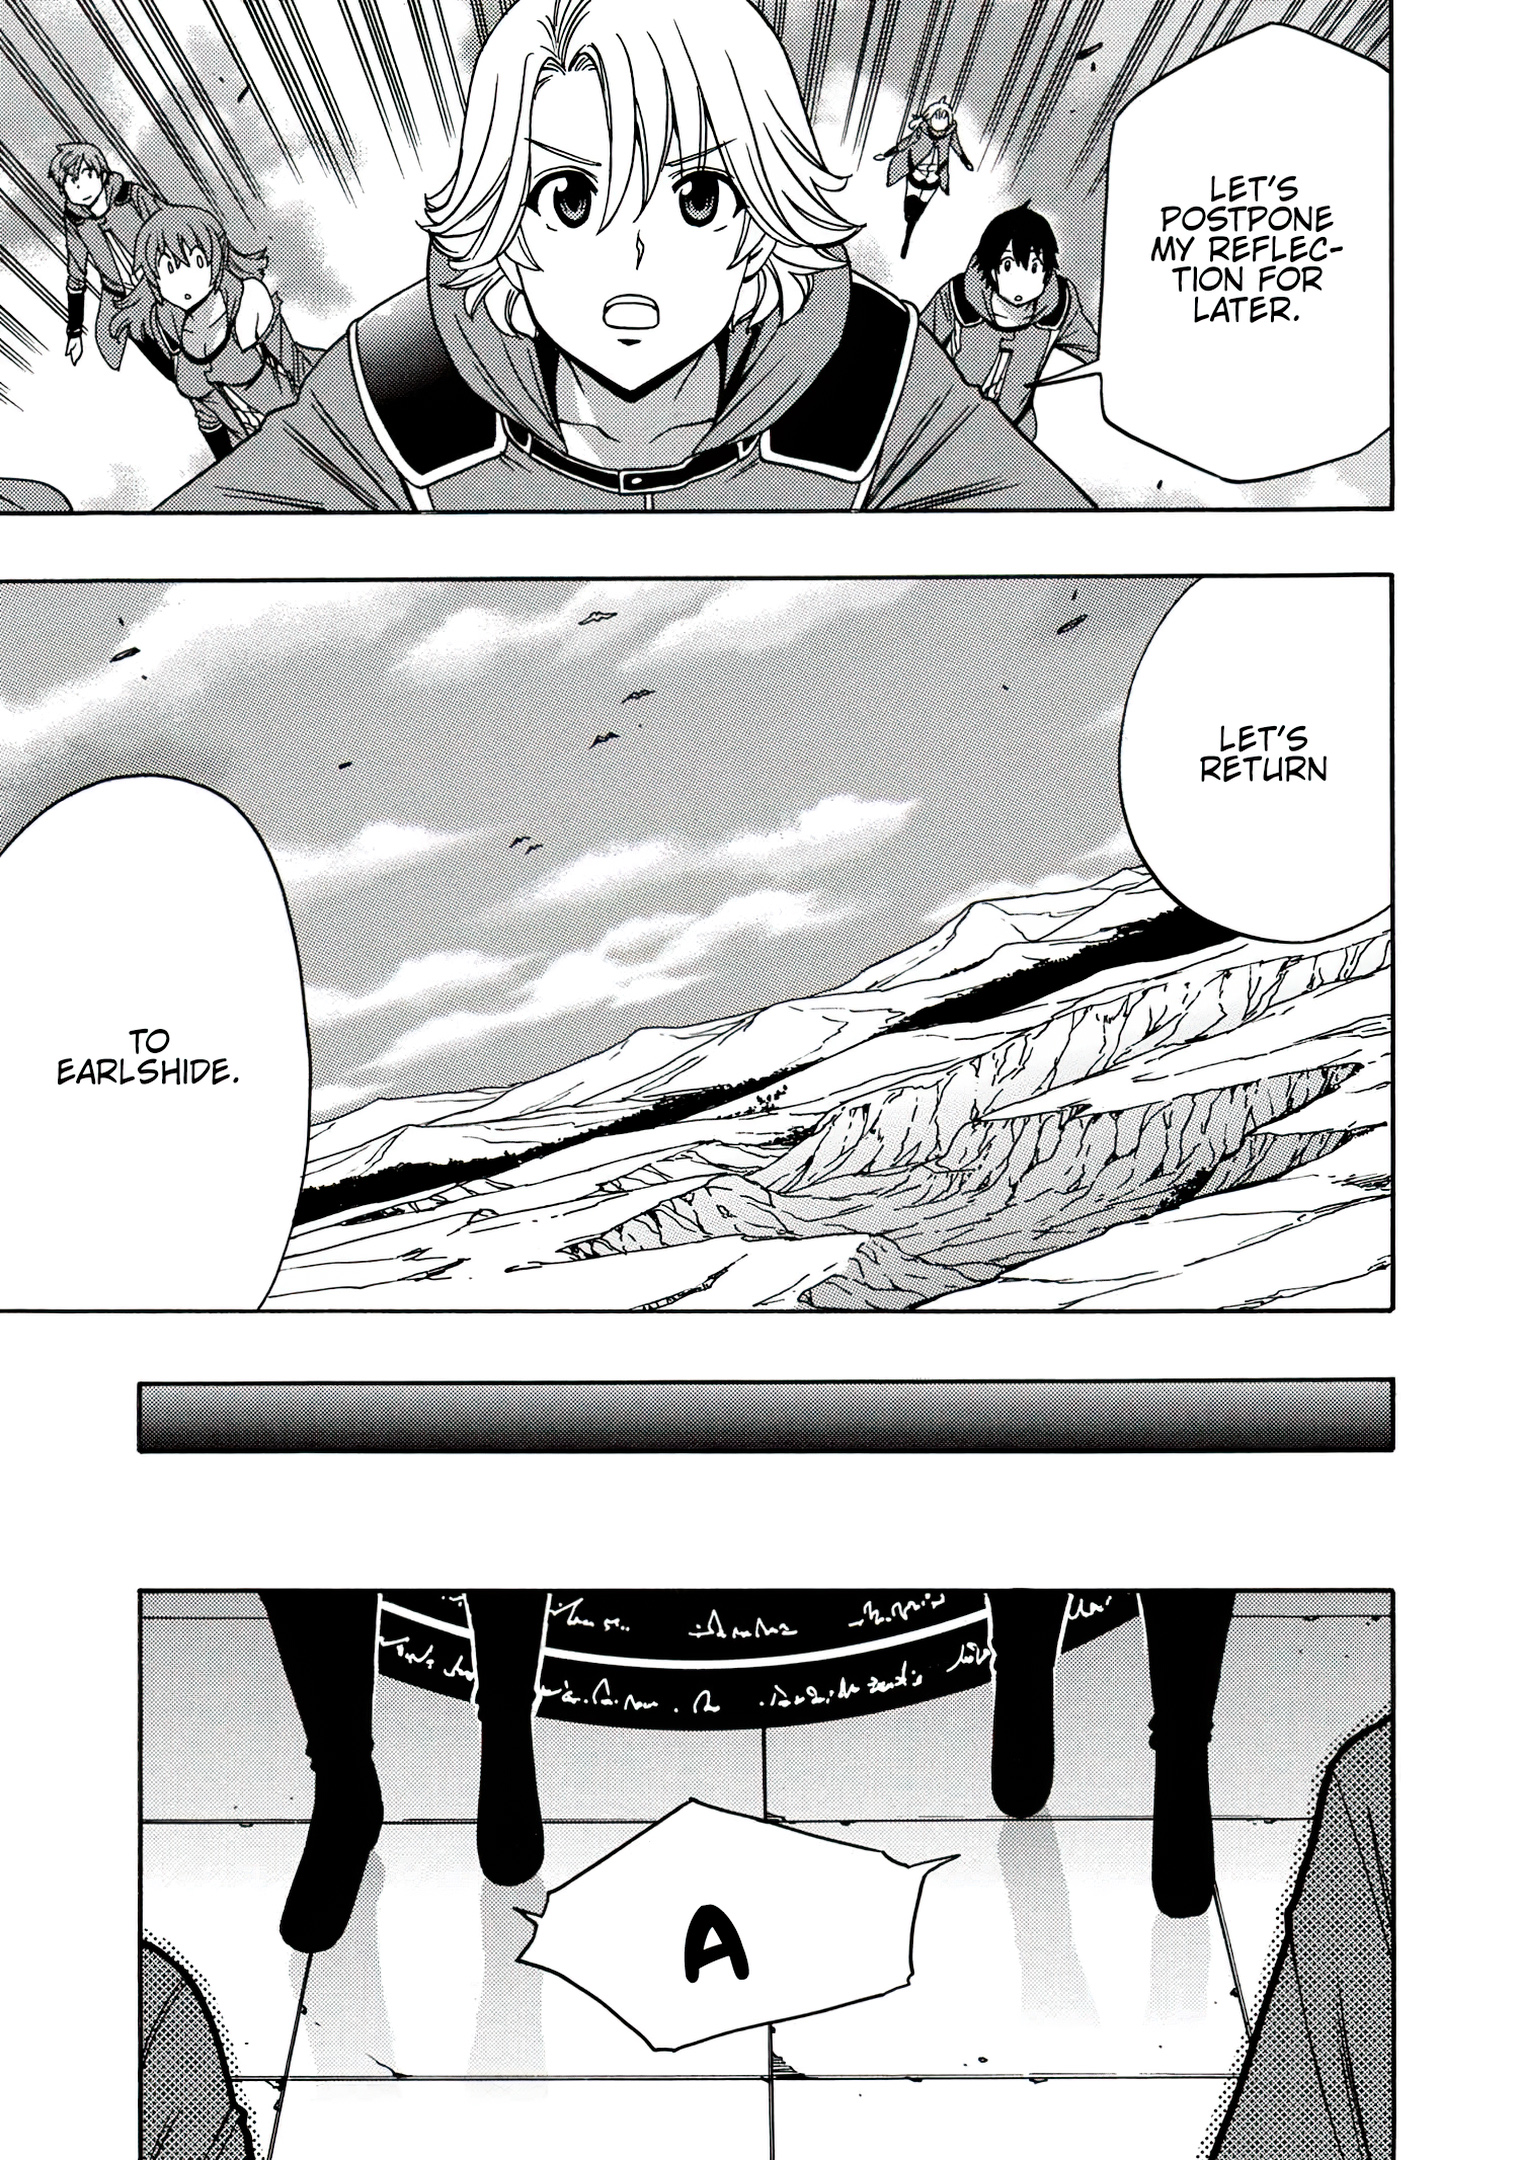 LET'S
POSTPONE
MY REFLEC-
TION FOR
LATER.
LET'S
RETURN
TO
EARLSHIDE.
A